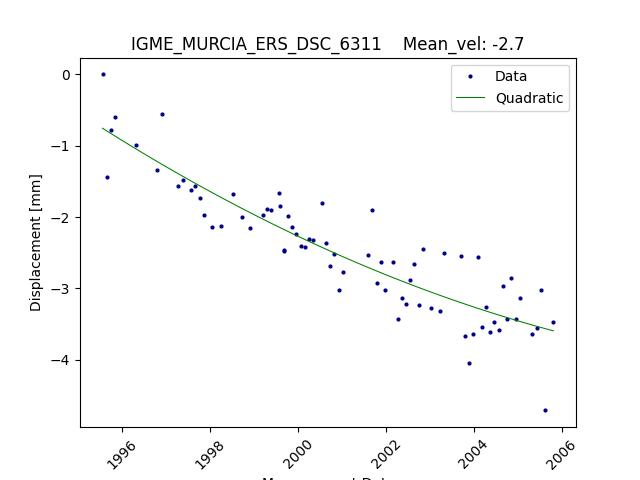 IGME_MURCIA_ERS_DSC_6311    Mean_vel: -2.7
Data
Quadratic
0
−1
−2
−3
−4
Displacement [mm]
1996
1998
2000
2002
2004
2006